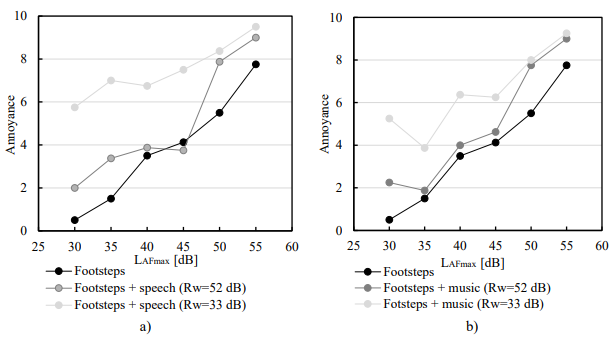 10
8
6
4
2
0
Annoyance
25 30 35 40 45 50 55 60
LAFmax [dB]
Footsteps
Footsteps + speech (Rw=52 dB)
Footsteps + speech (Rw=33 dB)
a)
10
8
6
4
2
0
Annoyance
25 30 35 40 45 50 55 60
LAFmax [dB]
Footsteps
Footsteps + music (Rw=52 dB)
Fotsteps + music (Rw=33 dB)
b)